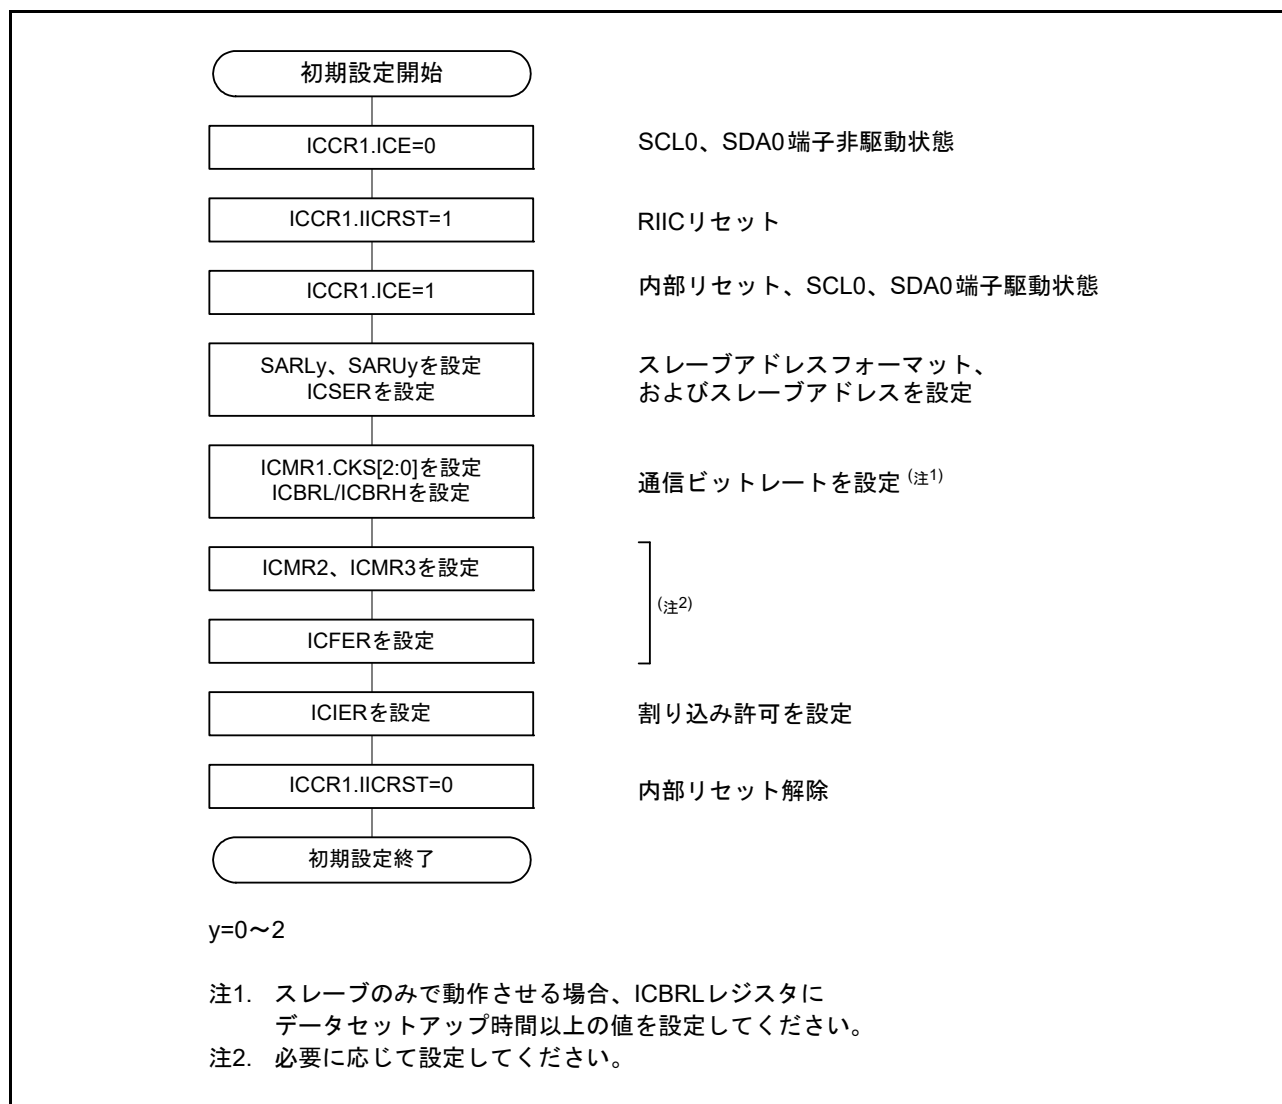 初期設定開始
ICCR1.ICE=0
SCL0、SDA0端子非駆動状態
ICCR1.IICRST=1
RIICリセット
ICCR1.ICE=1
内部リセット、SCL0、SDA0端子駆動状態
SARLy、SARUyを設定
ICSERを設定
スレーブアドレスフォーマット、
およびスレーブアドレスを設定
ICMR1.CKS[2:0]を設定
ICBRL/ICBRHを設定
通信ビットレートを設定 (注1)
ICMR2、ICMR3を設定
(注2)
ICFERを設定
ICIERを設定
割り込み許可を設定
ICCR1.IICRST=0
内部リセット解除
初期設定終了
y=0～2
注1. スレーブのみで動作させる場合、ICBRLレジスタに
データセットアップ時間以上の値を設定してください。
注2. 必要に応じて設定してください。